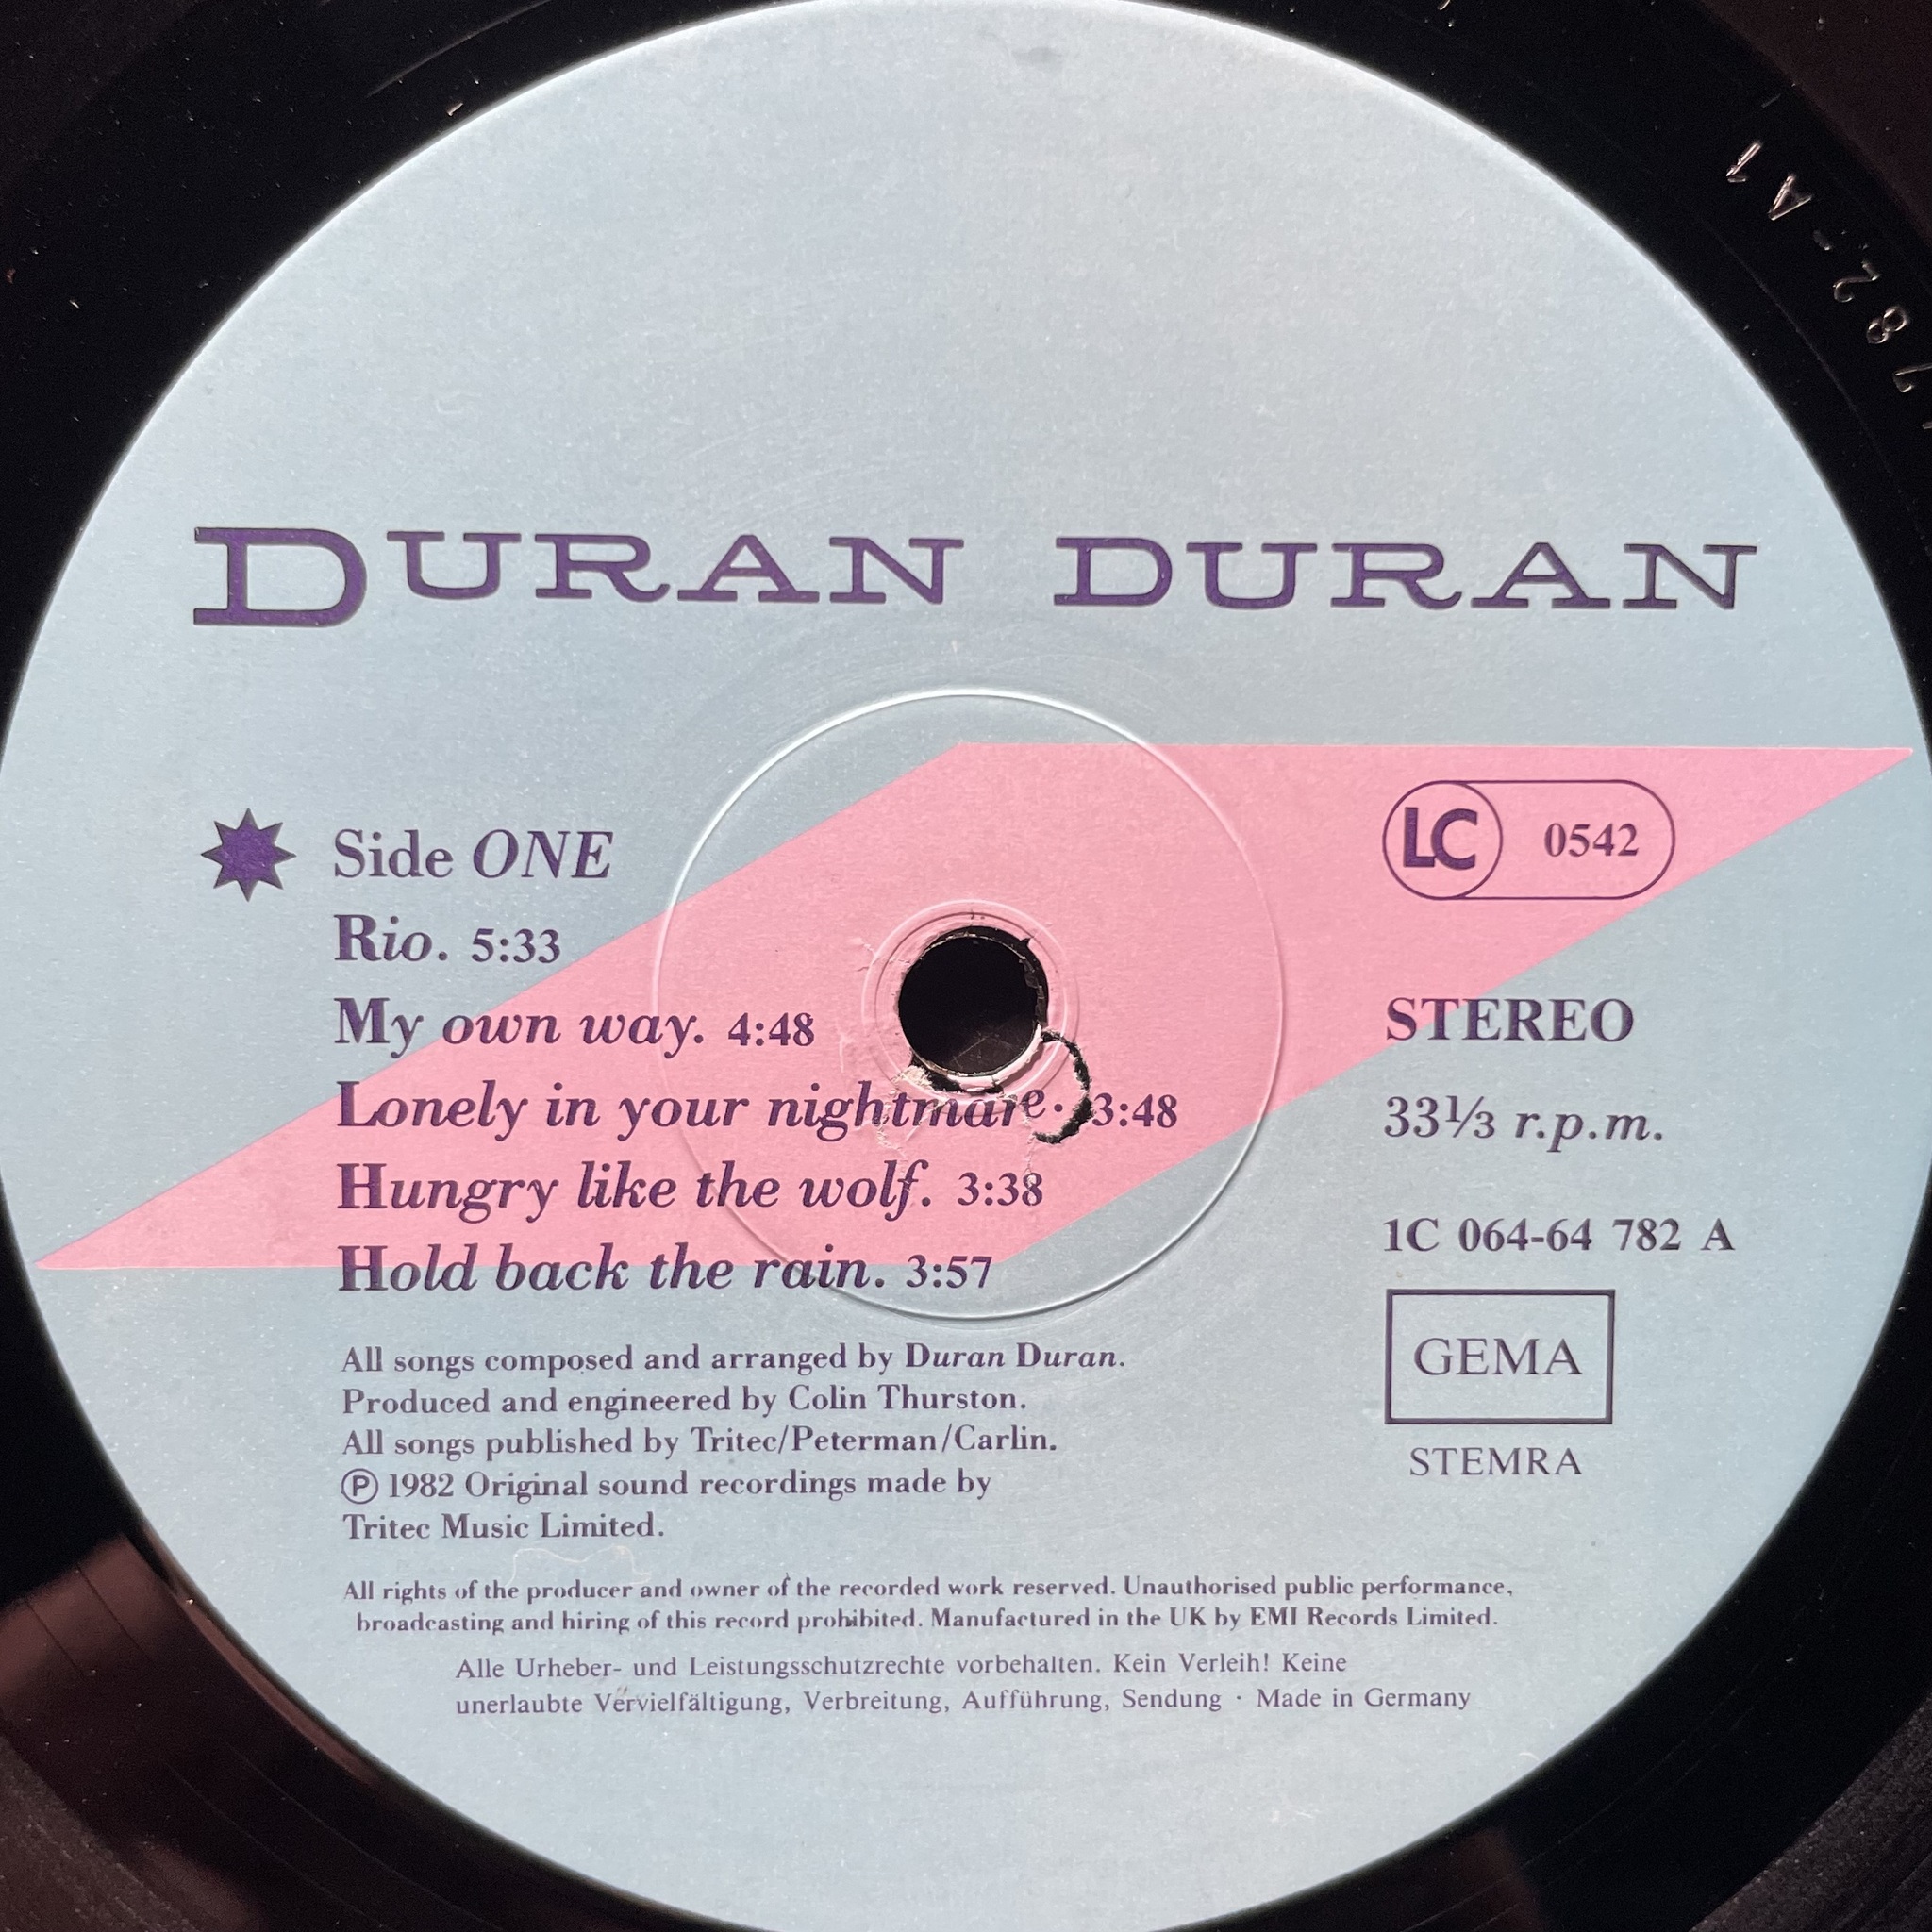 DURAN DURAN
Side ONE
Rio. 5:33
My own way. 4:48
Lonely in your nightmare. 3:48
Hungry like the wolf. 3:38
Hold back the rain. 3:57
LC 0542
STEREO
33⅓ r.p.m.
1C 064-64 782 A
GEMA
STEMRA
All songs composed and arranged by Duran Duran.
Produced and engineered by Colin Thurston.
All songs published by Tritec/Peterman/Carlin.
Ⓟ 1982 Original sound recordings made by
Tritec Music Limited.
All rights of the producer and owner of the recorded work reserved. Unauthorised public performance,
broadcasting and hiring of this record prohibited. Manufactured in the UK by EMI Records Limited.
Alle Urheber- und Leistungsschutzrechte vorbehalten. Kein Verleih! Keine
unerlaubte Vervielfältigung, Verbreitung, Aufführung, Sendung · Made in Germany
782-A1